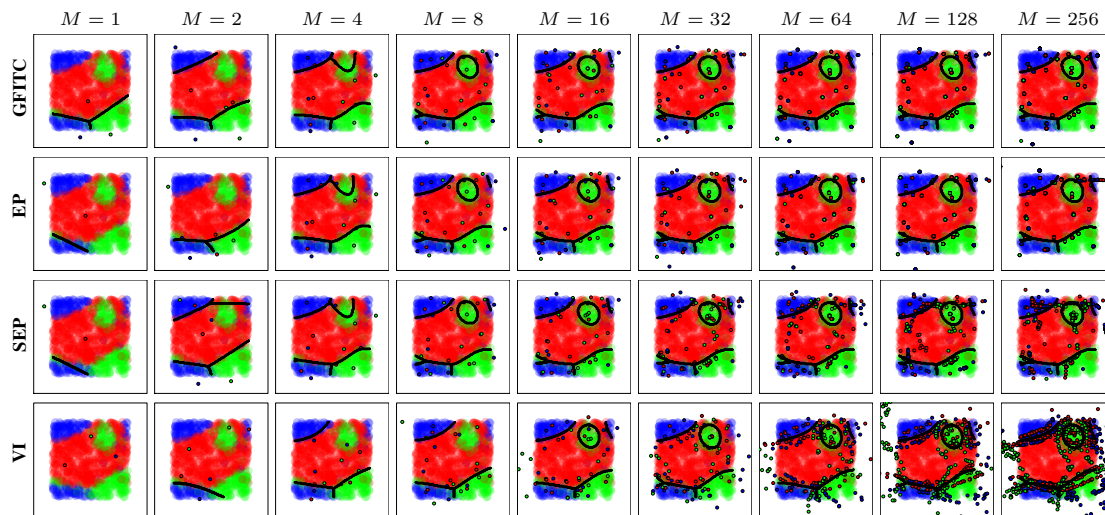 M = 1 M = 2 M = 4 M = 8 M = 16 M = 32 M = 64 M = 128 M = 256
GFITC
EP
SEP
VI